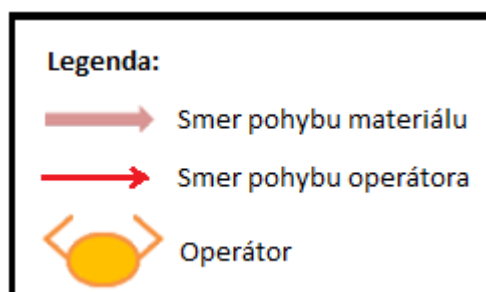 Legenda:
Smer pohybu materiálu
Smer pohybu operátora
Operátor